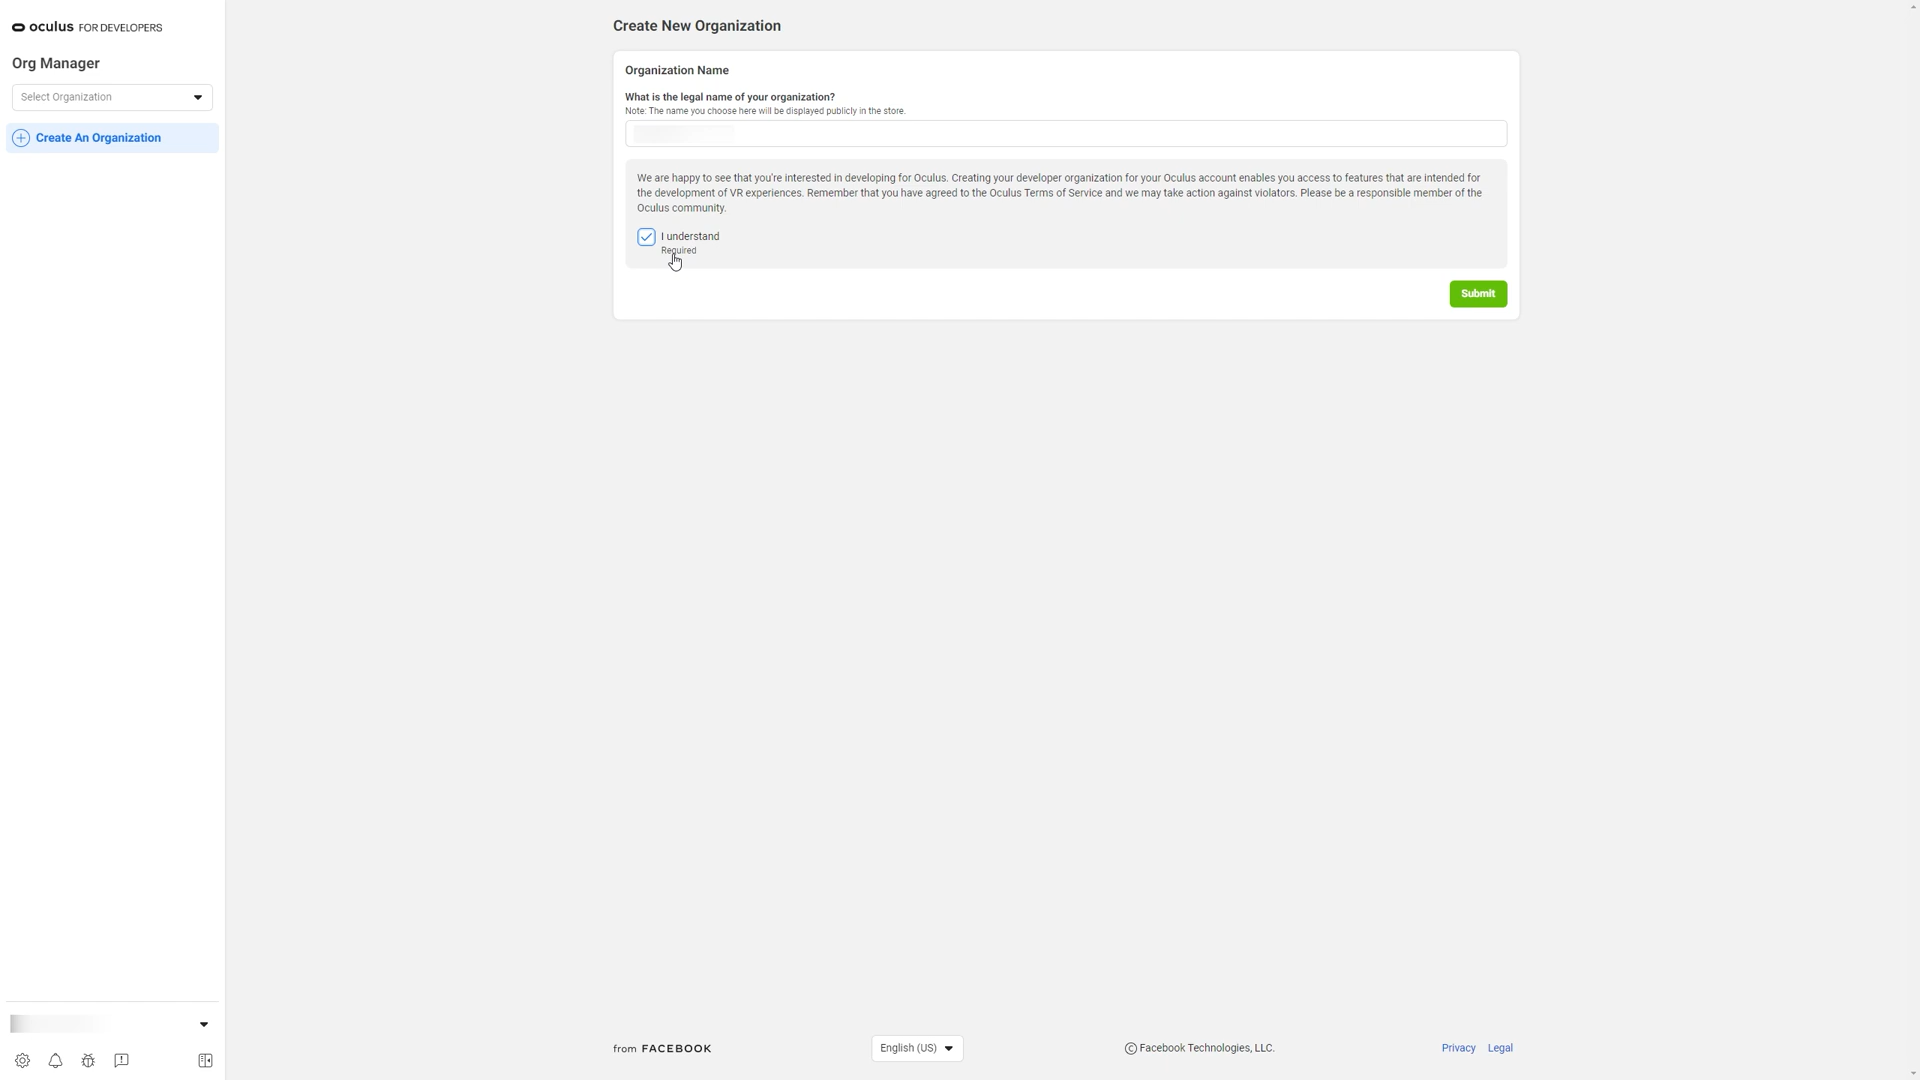 oculus FOR DEVELOPERS
Org Manager
Select Organization
Create An Organization
Create New Organization
Organization Name
What is the legal name of your organization?
Note: The name you choose here will be displayed publicly in the store.
We are happy to see that you're interested in developing for Oculus. Creating your developer organization for your Oculus account enables you access to features that are intended for
the development of VR experiences. Remember that you have agreed to the Oculus Terms of Service and we may take action against violators. Please be a responsible member of the
Oculus community.
I understand
Required
Submit
from FACEBOOK
English (US)
© Facebook Technologies, LLC.
Privacy
Legal